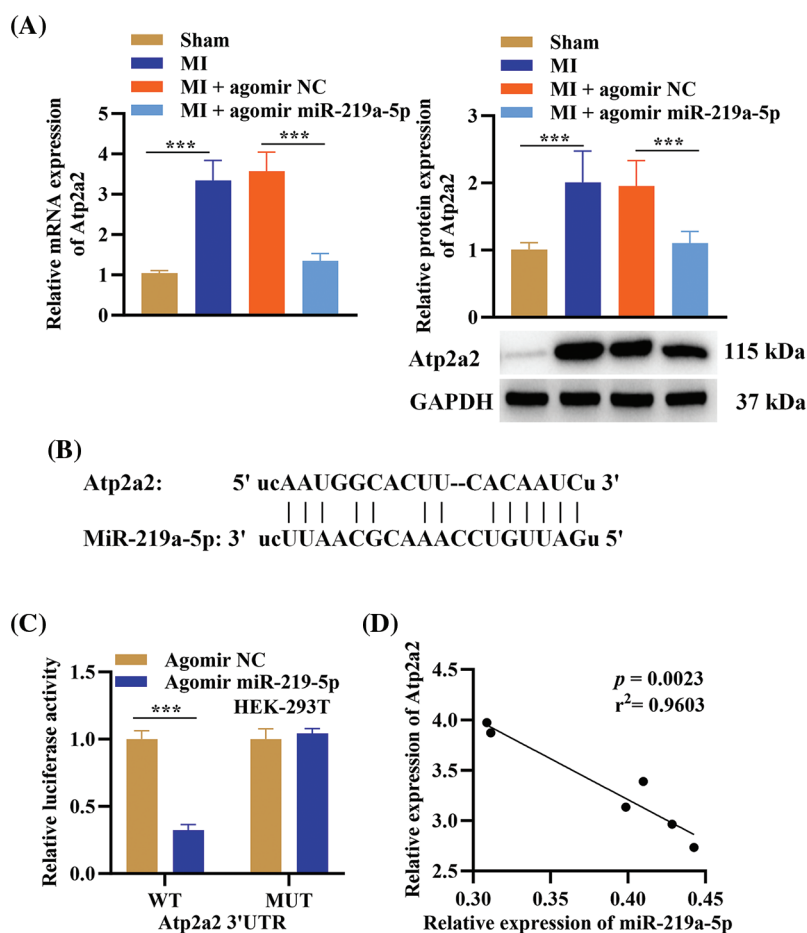 (A)
Sham
MI
MI + agomir NC
MI + agomir miR-219a-5p
Relative mRNA expression
of Atp2a2
5
4
3
2
1
0
***
***
Sham
MI
MI + agomir NC
MI + agomir miR-219a-5p
Relative protein expression
of Atp2a2
3
2
1
0
***
***
Atp2a2
115 kDa
GAPDH
37 kDa
(B)
Atp2a2: 5' ucAAUGGCACUU--CACAAUCu 3'
MiR-219a-5p: 3' ucUUAACGCAAACCUGUUAGu 5'
(C)
Agomir NC
Agomir miR-219-5p
HEK-293T
Relative luciferase activity
1.5
1.0
0.5
0.0
***
WT MUT
Atp2a2 3'UTR
(D)
Relative expression of Atp2a2
4.5
4.0
3.5
3.0
2.5
p = 0.0023
r²= 0.9603
0.30 0.35 0.40 0.45
Relative expression of miR-219a-5p